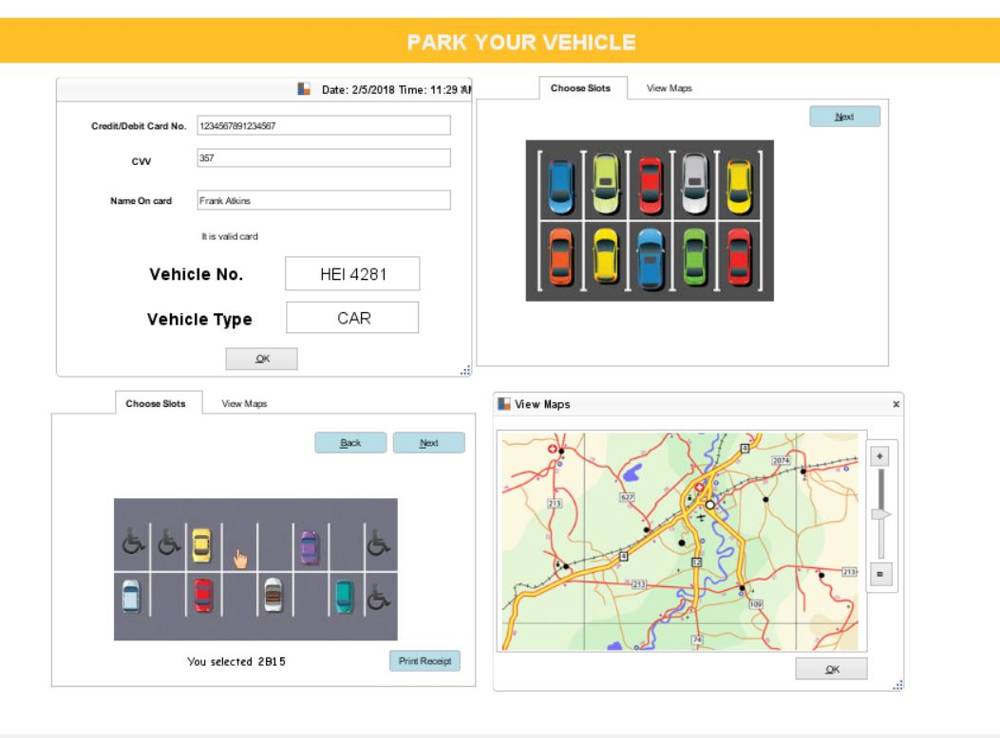 PARK YOUR VEHICLE
Date: 2/5/2018 Time: 11:29 AM
Credit/Debit Card No. 1234567891234567
CVV 357
Name On card Frank Atkins
It is valid card
Vehicle No. HEI 4281
Vehicle Type CAR
OK
Choose Slots View Maps
Next
Choose Slots View Maps
Back Next
You selected 2B15
Print Receipt
View Maps x
+
4
2074
213
627
4
12
213
213
109
74
OK